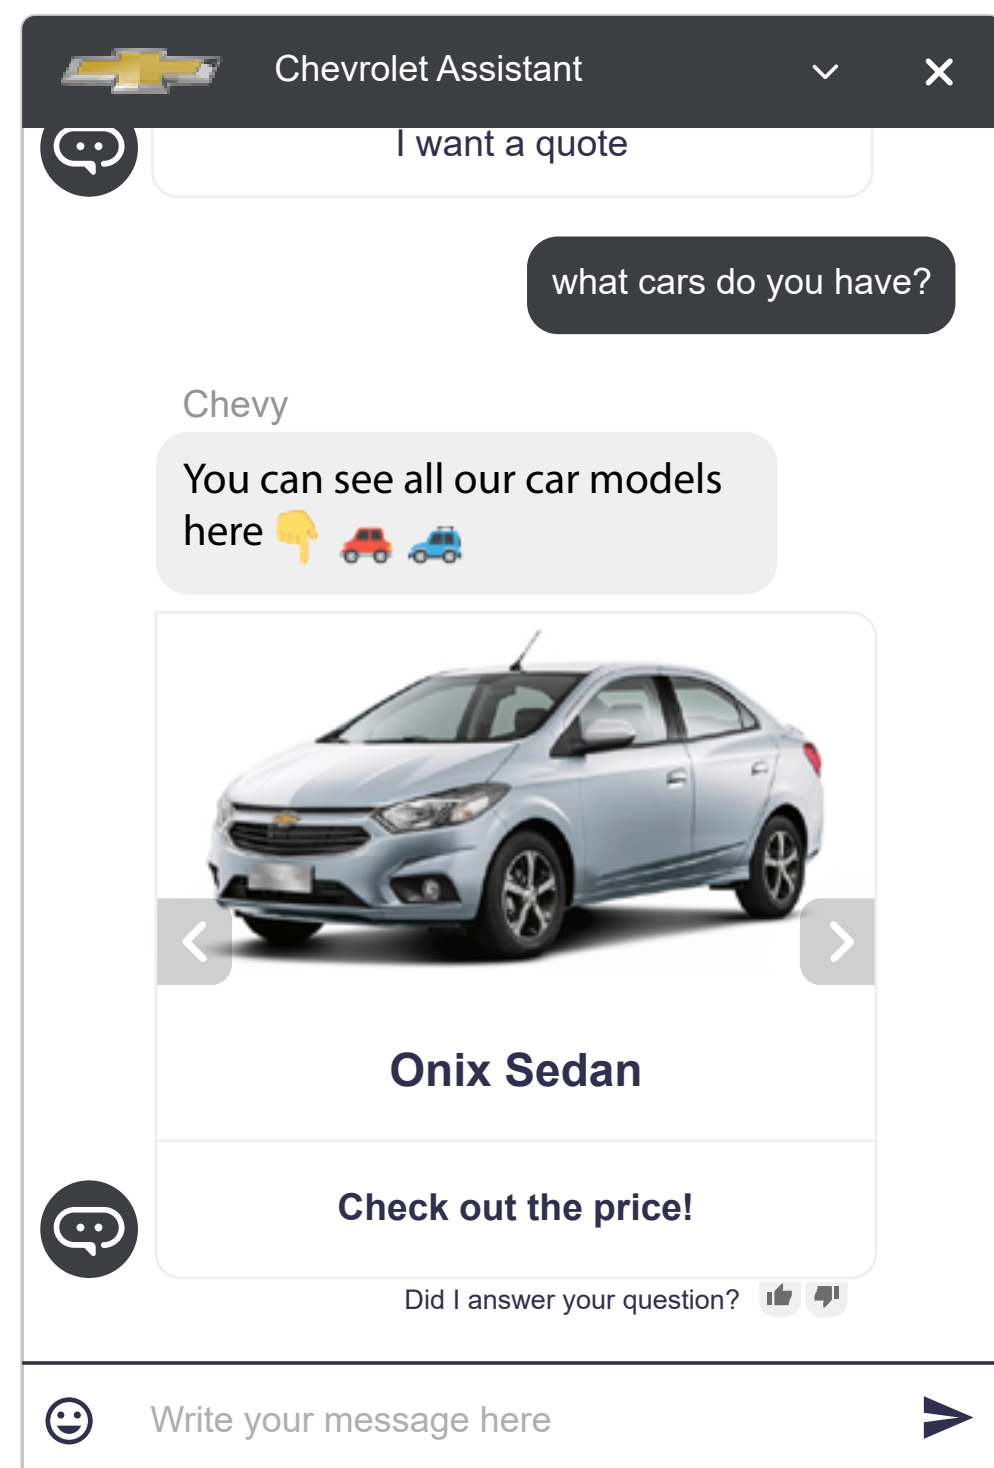 Chevrolet Assistant
I want a quote
what cars do you have?
Chevy
You can see all our car models
here 👇 🚗 🚙
Onix Sedan
Check out the price!
Did I answer your question?
Write your message here